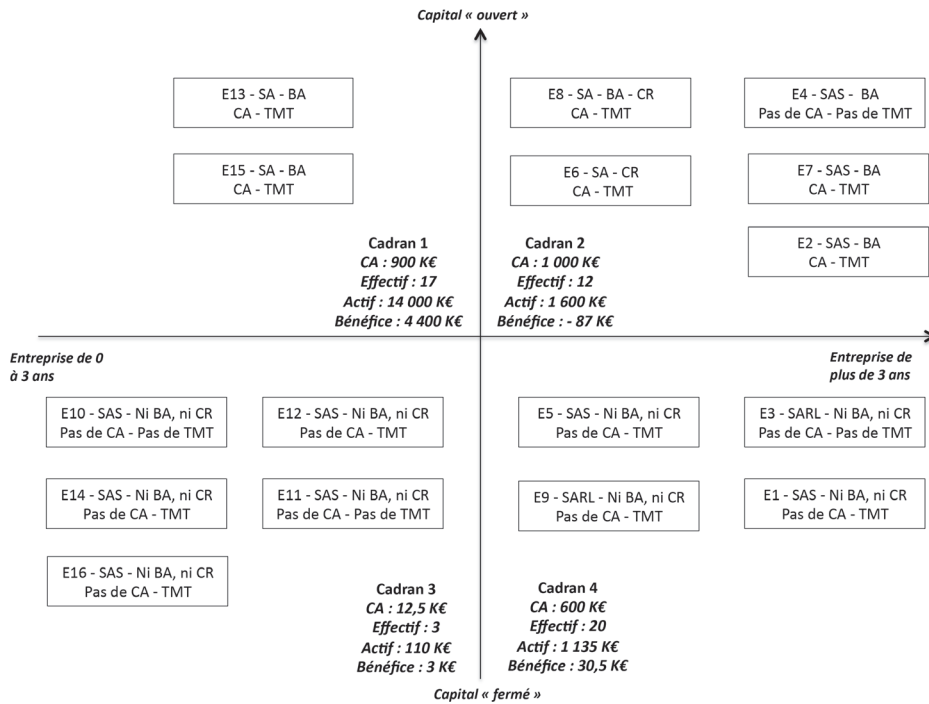 Capital « ouvert »
E13 - SA - BA
CA - TMT
E8 - SA - BA - CR
CA - TMT
E4 - SAS - BA
Pas de CA - Pas de TMT
E15 - SA - BA
CA - TMT
E6 - SA - CR
CA - TMT
E7 - SAS - BA
CA - TMT
E2 - SAS - BA
CA - TMT
Cadran 1
CA : 900 K€
Effectif : 17
Actif : 14 000 K€
Bénéfice : 4 400 K€
Cadran 2
CA : 1 000 K€
Effectif : 12
Actif : 1 600 K€
Bénéfice : - 87 K€
Entreprise de 0
à 3 ans
Entreprise de
plus de 3 ans
E10 - SAS - Ni BA, ni CR
Pas de CA - Pas de TMT
E12 - SAS - Ni BA, ni CR
Pas de CA - TMT
E5 - SAS - Ni BA, ni CR
Pas de CA - TMT
E3 - SARL - Ni BA, ni CR
Pas de CA - Pas de TMT
E14 - SAS - Ni BA, ni CR
Pas de CA - TMT
E11 - SAS - Ni BA, ni CR
Pas de CA - Pas de TMT
E9 - SARL - Ni BA, ni CR
Pas de CA - TMT
E1 - SAS - Ni BA, ni CR
Pas de CA - TMT
E16 - SAS - Ni BA, ni CR
Pas de CA - TMT
Cadran 3
CA : 12,5 K€
Effectif : 3
Actif : 110 K€
Bénéfice : 3 K€
Cadran 4
CA : 600 K€
Effectif : 20
Actif : 1 135 K€
Bénéfice : 30,5 K€
Capital « fermé »